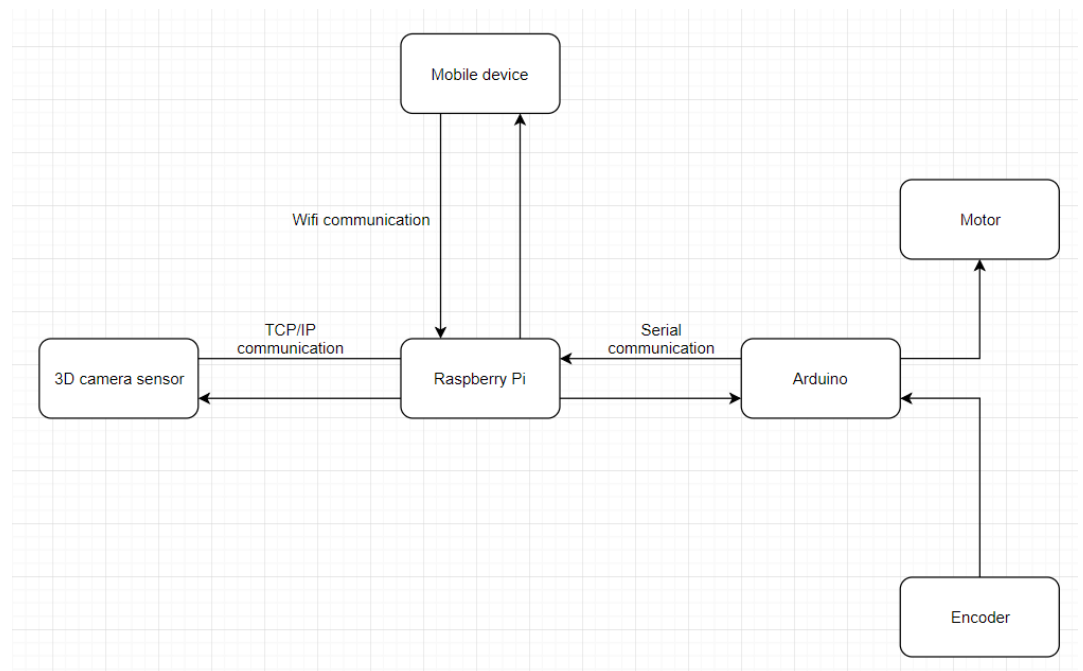 Mobile device
Wifi communication
Motor
TCP/IP
communication
Serial
communication
3D camera sensor
Raspberry Pi
Arduino
Encoder